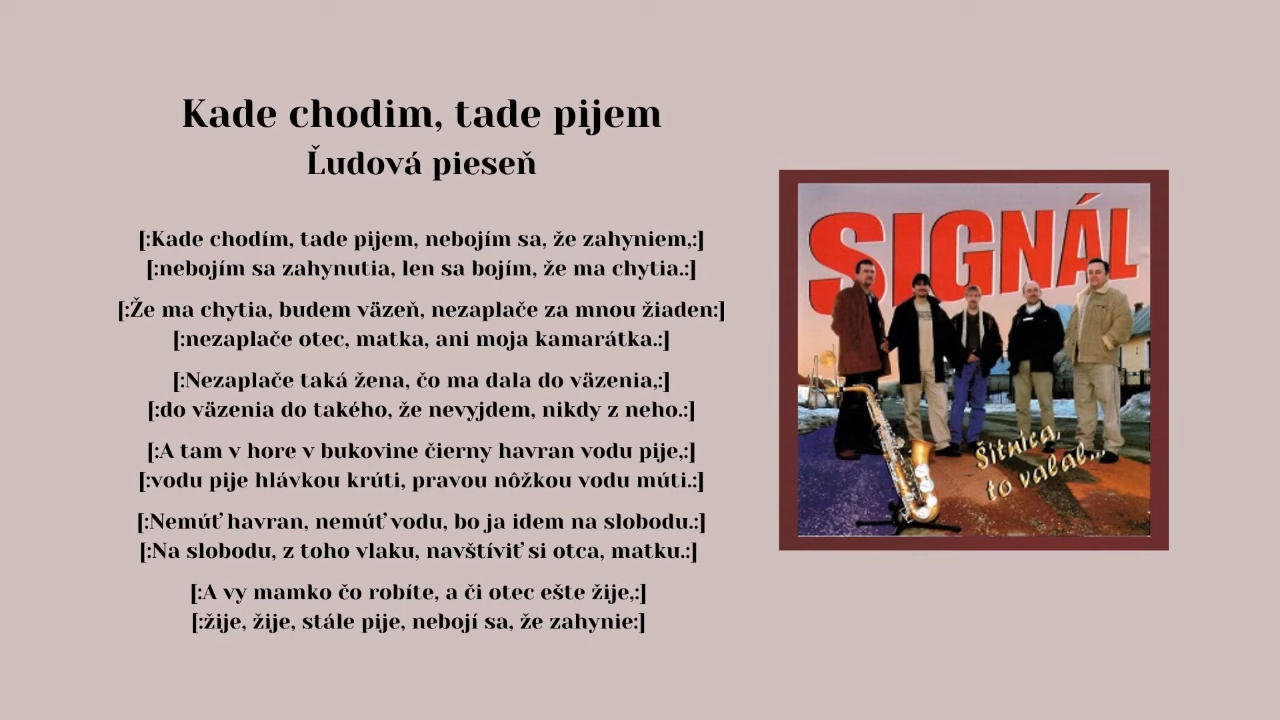 Kade chodim, tade pijem
Ľudová pieseň
[:Kade chodím, tade pijem, nebojím sa, že zahyniem,:]
[:nebojím sa zahynutia, len sa bojím, že ma chytia.:]
[:Že ma chytia, budem väzeň, nezaplače za mnou žiaden:]
[:nezaplače otec, matka, ani moja kamarátka.:]
[:Nezaplače taká žena, čo ma dala do väzenia,:]
[:do väzenia do takého, že nevyjdem, nikdy z neho.:]
[:A tam v hore v bukovine čierny havran vodu pije,:]
[:vodu pije hlávkou krúti, pravou nôžkou vodu múti.:]
[:Nemúť havran, nemúť vodu, bo ja idem na slobodu.:]
[:Na slobodu, z toho vlaku, navštíviť si otca, matku.:]
[:A vy mamko čo robíte, a či otec ešte žije,:]
[:žije, žije, stále pije, nebojí sa, že zahynie:]
SIGNÁL
Šitnica,
to valal...